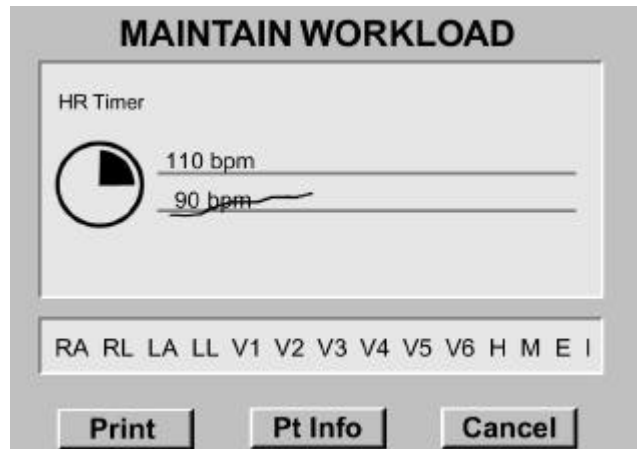 MAINTAIN WORKLOAD
HR Timer
110 bpm
90 bpm
RA RL LA LL V1 V2 V3 V4 V5 V6 H M E I
Print Pt Info Cancel